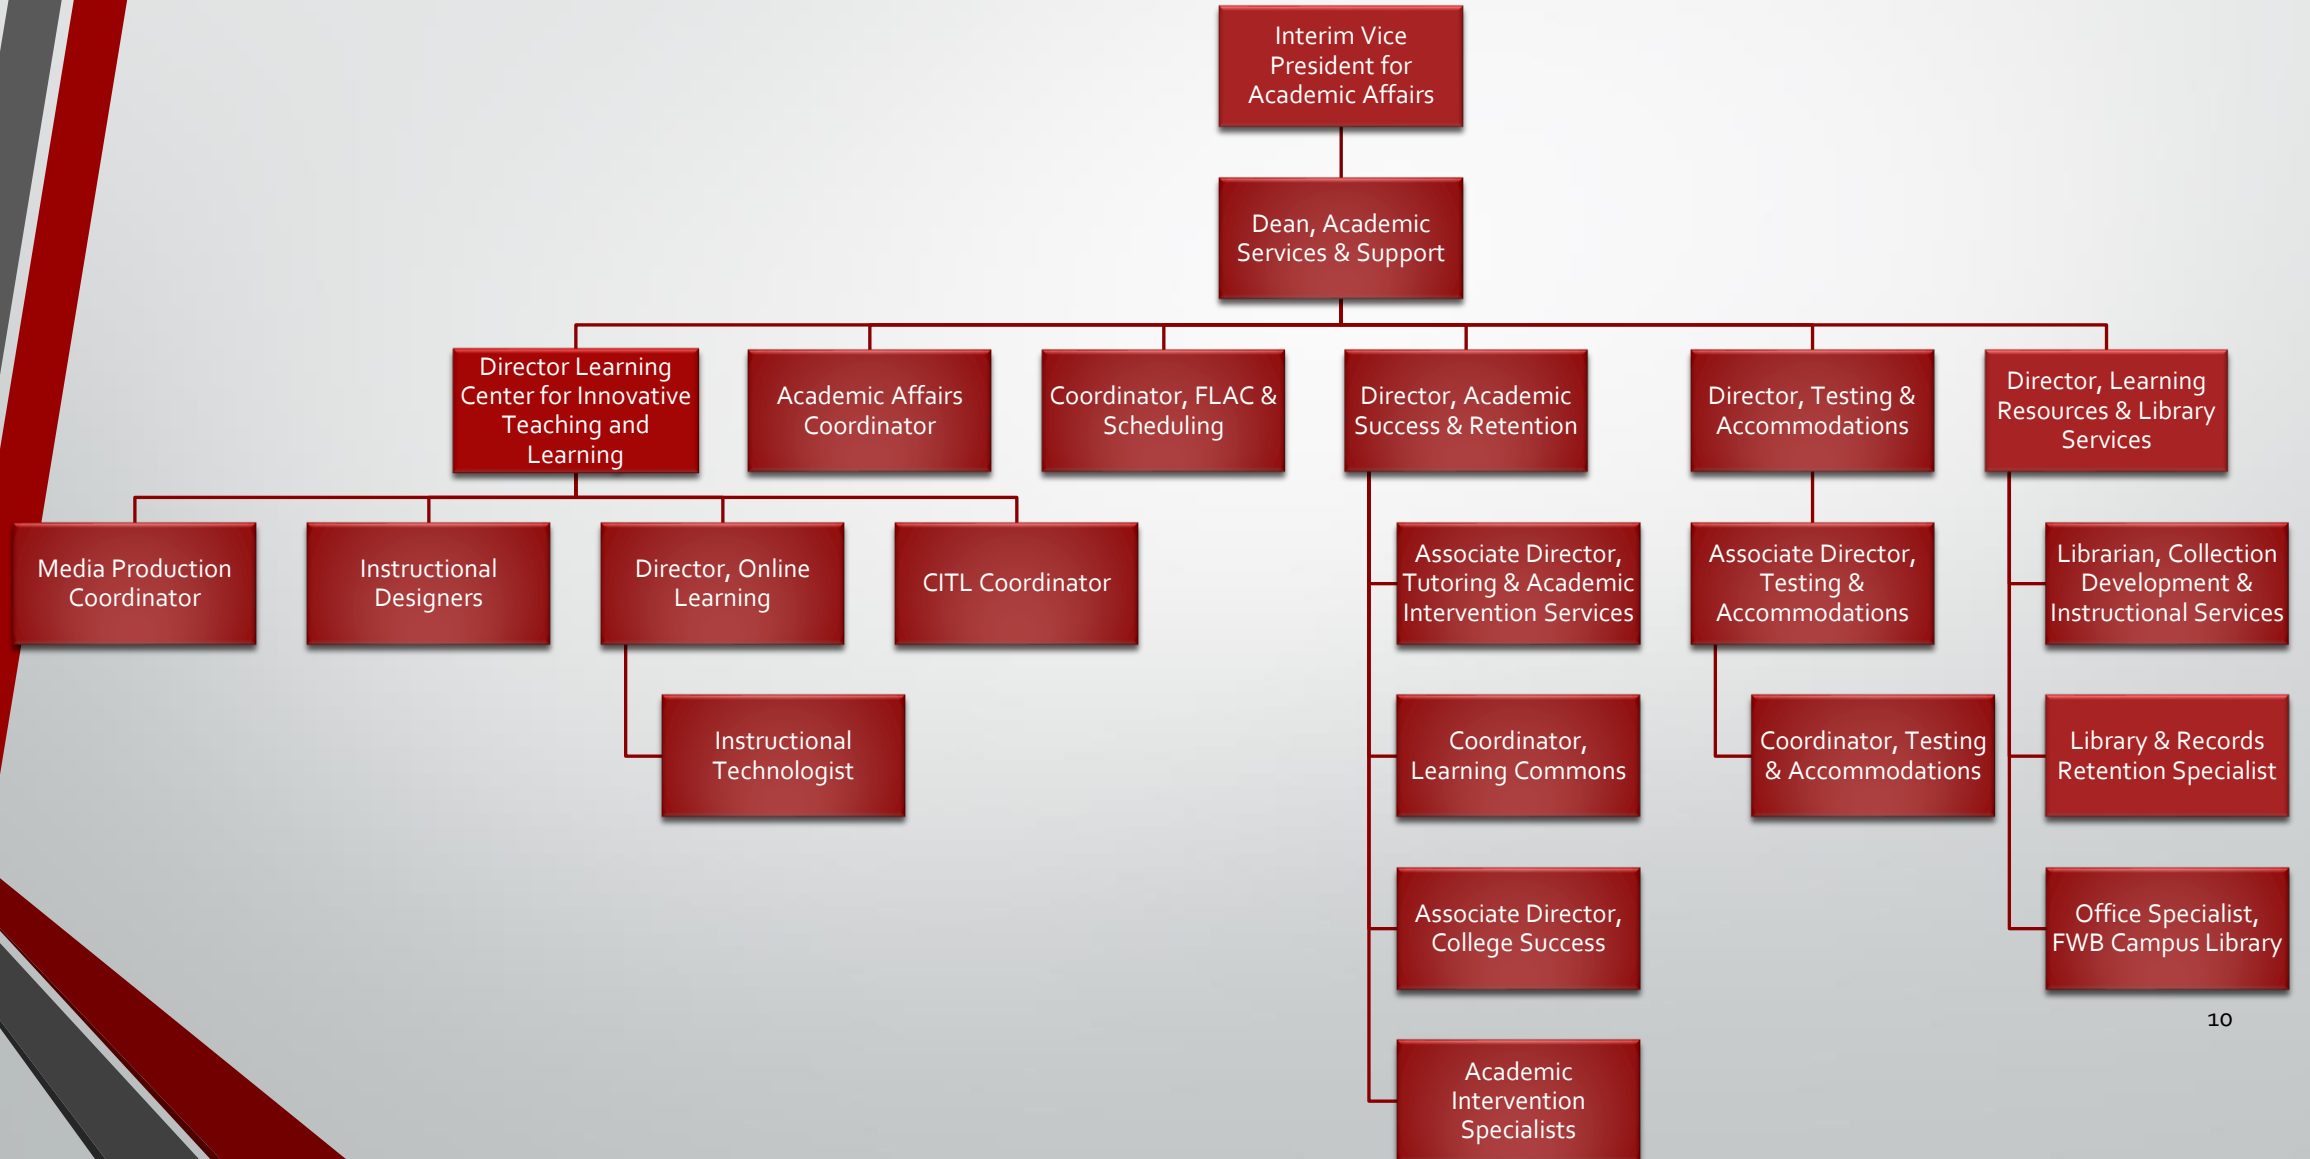 Interim Vice
President for
Academic Affairs
Dean, Academic
Services & Support
Director Learning
Center for Innovative
Teaching and
Learning
Academic Affairs
Coordinator
Coordinator, FLAC &
Scheduling
Director, Academic
Success & Retention
Director, Testing &
Accommodations
Director, Learning
Resources & Library
Services
Media Production
Coordinator
Instructional
Designers
Director, Online
Learning
CITL Coordinator
Associate Director,
Tutoring & Academic
Intervention Services
Associate Director,
Testing &
Accommodations
Librarian, Collection
Development &
Instructional Services
Instructional
Technologist
Coordinator,
Learning Commons
Coordinator, Testing
& Accommodations
Library & Records
Retention Specialist
Associate Director,
College Success
Office Specialist,
FWB Campus Library
10
Academic
Intervention
Specialists